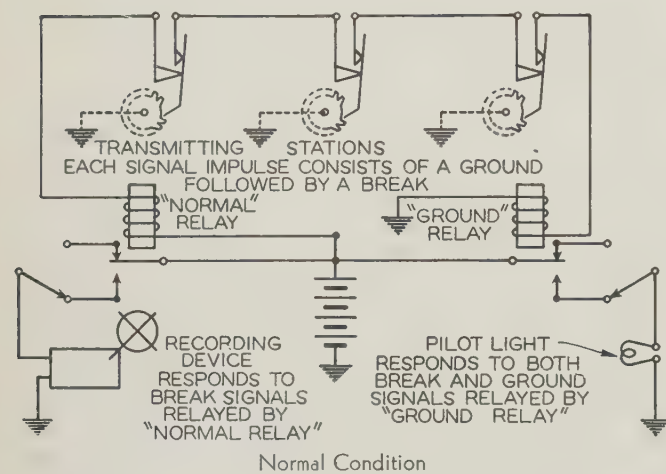 TRANSMITTING STATIONS
EACH SIGNAL IMPULSE CONSISTS OF A GROUND
FOLLOWED BY A BREAK
"NORMAL"
RELAY
"GROUND"
RELAY
RECORDING
DEVICE
RESPONDS TO
BREAK SIGNALS
RELAYED BY
"NORMAL RELAY"
PILOT LIGHT
RESPONDS TO BOTH
BREAK AND GROUND
SIGNALS RELAYED BY
"GROUND RELAY"
Normal Condition